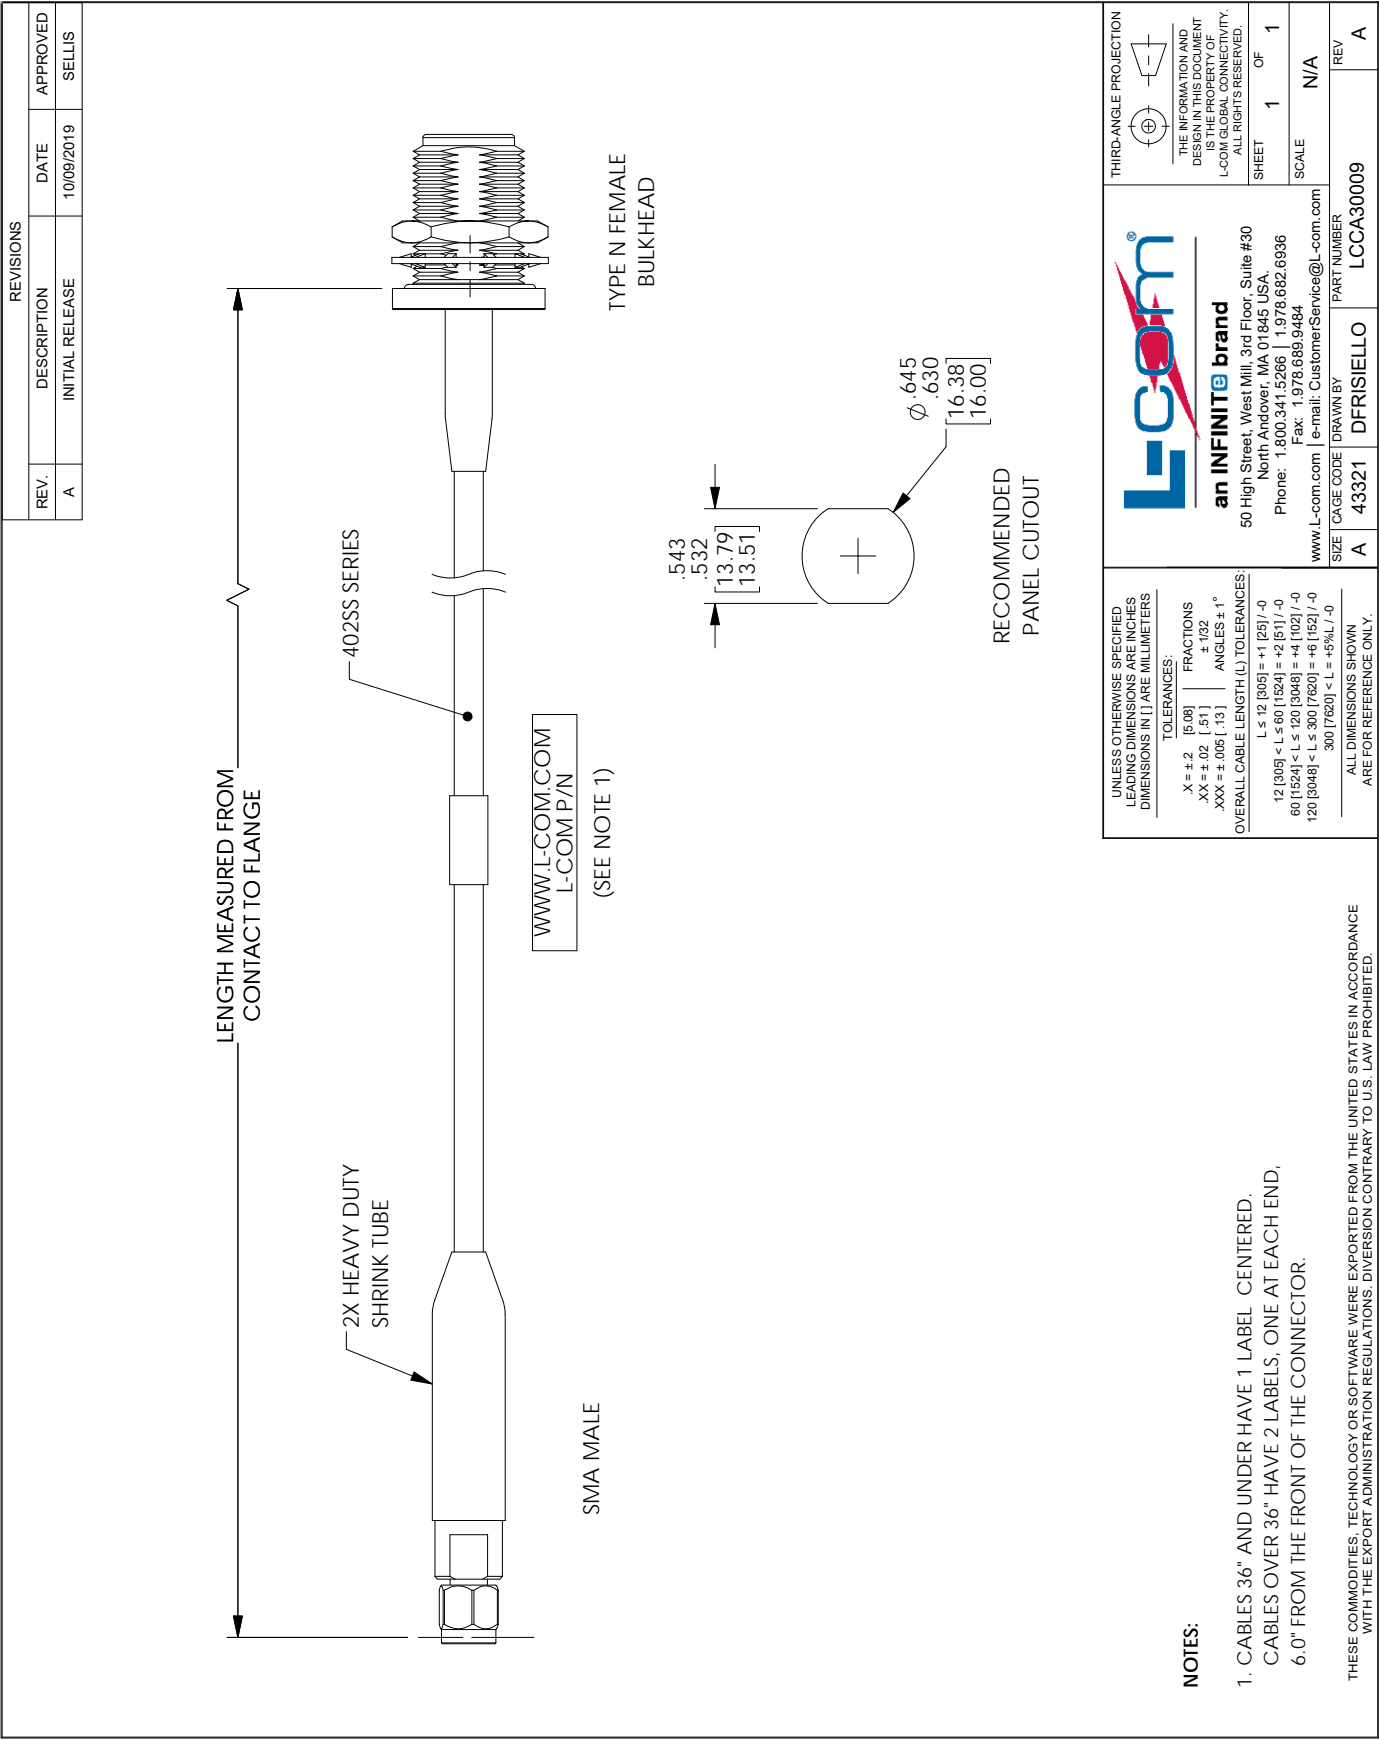 REVISIONS
REV. DESCRIPTION DATE APPROVED
A INITIAL RELEASE 10/09/2019 SELLIS
LENGTH MEASURED FROM
CONTACT TO FLANGE
2X HEAVY DUTY
SHRINK TUBE
402SS SERIES
WWW.L-COM.COM
L-COM P/N
(SEE NOTE 1)
SMA MALE
TYPE N FEMALE
BULKHEAD
.543
.532
[13.79]
[13.51]
Ø.645
.630
[16.38]
[16.00]
RECOMMENDED
PANEL CUTOUT
NOTES:
1. CABLES 36" AND UNDER HAVE 1 LABEL CENTERED.
CABLES OVER 36" HAVE 2 LABELS, ONE AT EACH END,
6.0" FROM THE FRONT OF THE CONNECTOR.
THESE COMMODITIES, TECHNOLOGY OR SOFTWARE WERE EXPORTED FROM THE UNITED STATES IN ACCORDANCE
WITH THE EXPORT ADMINISTRATION REGULATIONS. DIVERSION CONTRARY TO U.S. LAW PROHIBITED.
UNLESS OTHERWISE SPECIFIED
LEADING DIMENSIONS ARE INCHES
DIMENSIONS IN [ ] ARE MILLIMETERS
TOLERANCES:
.X = ±.2 [5.08] FRACTIONS
.XX = ±.02 [.51] ± 1/32
.XXX = ±.005 [.13] ANGLES ± 1°
OVERALL CABLE LENGTH (L) TOLERANCES:
L ≤ 12 [305] = +1 [25] / -0
12 [305] < L ≤ 60 [1524] = +2 [51] / -0
60 [1524] < L ≤ 120 [3048] = +4 [102] / -0
120 [3048] < L ≤ 300 [7620] = +6 [152] / -0
300 [7620] < L = +5%L / -0
ALL DIMENSIONS SHOWN
ARE FOR REFERENCE ONLY.
L-com®
an INFINITe brand
50 High Street, West Mill, 3rd Floor, Suite #30
North Andover, MA 01845 USA.
Phone: 1.800.341.5266 | 1.978.682.6936
Fax: 1.978.689.9484
www.L-com.com | e-mail: CustomerService@L-com.com
THIRD-ANGLE PROJECTION
THE INFORMATION AND
DESIGN IN THIS DOCUMENT
IS THE PROPERTY OF
L-COM GLOBAL CONNECTIVITY.
ALL RIGHTS RESERVED.
SHEET 1 OF 1
SCALE N/A
SIZE CAGE CODE DRAWN BY PART NUMBER REV
A 43321 DFRISIELLO LCCA30009 A